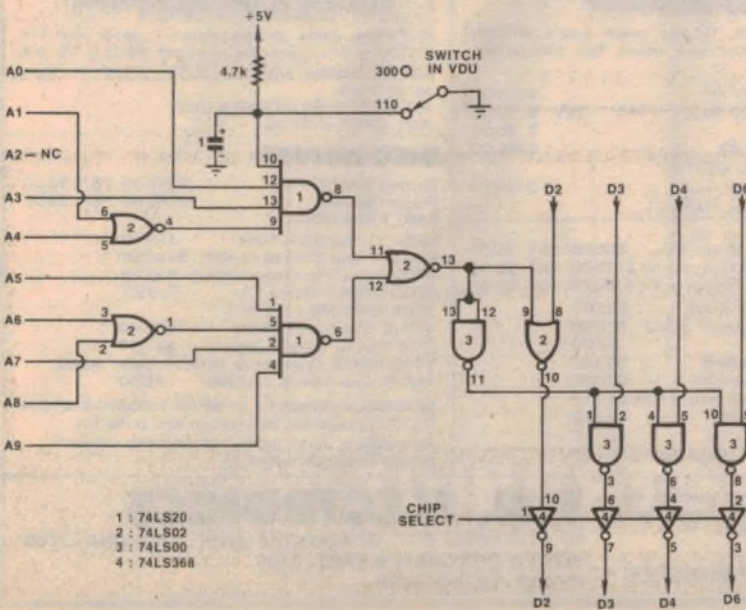 +5V
4.7k
SWITCH
IN VDU
300
110
1
+
A0
A1
A2 NC
A3
A4
A5
A6
A7
A8
A9
10
12
13
9
1
8
6
5
2
4
11
12
2
13
3
2
2
1
1
5
2
4
1
6
D2
D3
D4
D6
13
12
3
11
9
8
2
10
1
2
3
3
4
5
3
6
10
3
8
CHIP
SELECT
1
10
4
9
6
4
7
4
4
5
2
4
3
D2
D3
D4
D6
1 : 74LS20
2 : 74LS02
3 : 74LS00
4 : 74LS368